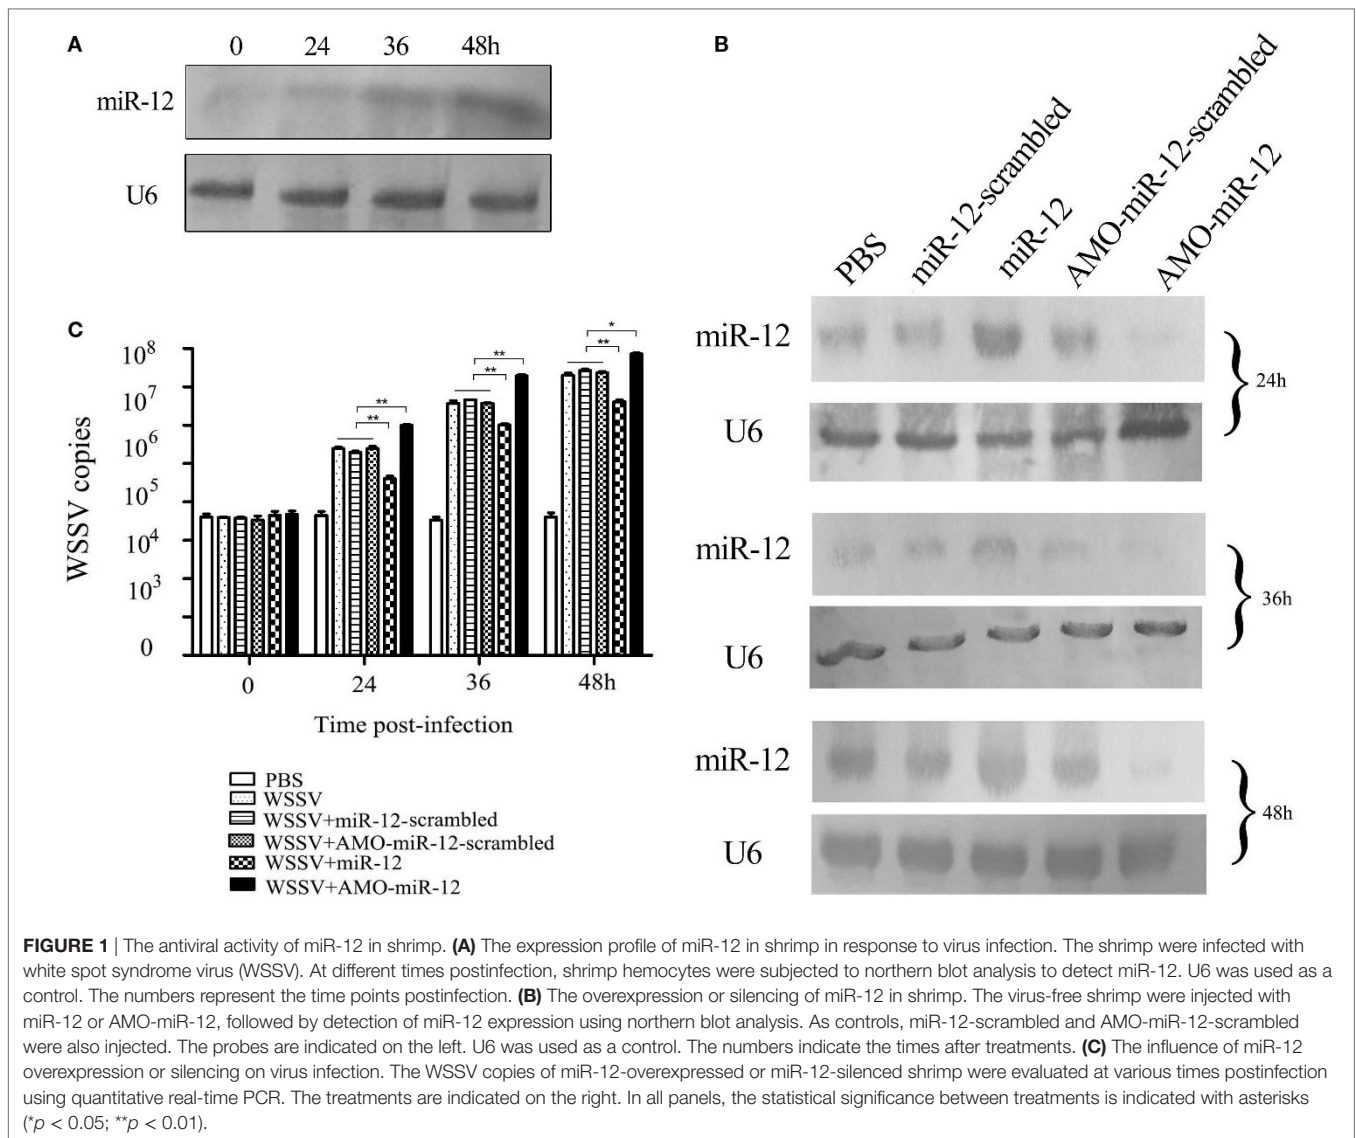 A
0 24 36 48h
miR-12
U6
B
PBS
miR-12-scrambled
miR-12
AMO-miR-12-scrambled
AMO-miR-12
miR-12
U6
24h
miR-12
U6
36h
miR-12
U6
48h
C
WSSV copies
10⁸
10⁷
10⁶
10⁵
10⁴
10³
0
** **
** **
* **
0 24 36 48h
Time post-infection
PBS
WSSV
WSSV+miR-12-scrambled
WSSV+AMO-miR-12-scrambled
WSSV+miR-12
WSSV+AMO-miR-12
FIGURE 1 | The antiviral activity of miR-12 in shrimp. (A) The expression profile of miR-12 in shrimp in response to virus infection. The shrimp were infected with
white spot syndrome virus (WSSV). At different times postinfection, shrimp hemocytes were subjected to northern blot analysis to detect miR-12. U6 was used as a
control. The numbers represent the time points postinfection. (B) The overexpression or silencing of miR-12 in shrimp. The virus-free shrimp were injected with
miR-12 or AMO-miR-12, followed by detection of miR-12 expression using northern blot analysis. As controls, miR-12-scrambled and AMO-miR-12-scrambled
were also injected. The probes are indicated on the left. U6 was used as a control. The numbers indicate the times after treatments. (C) The influence of miR-12
overexpression or silencing on virus infection. The WSSV copies of miR-12-overexpressed or miR-12-silenced shrimp were evaluated at various times postinfection
using quantitative real-time PCR. The treatments are indicated on the right. In all panels, the statistical significance between treatments is indicated with asterisks
(*p < 0.05; **p < 0.01).